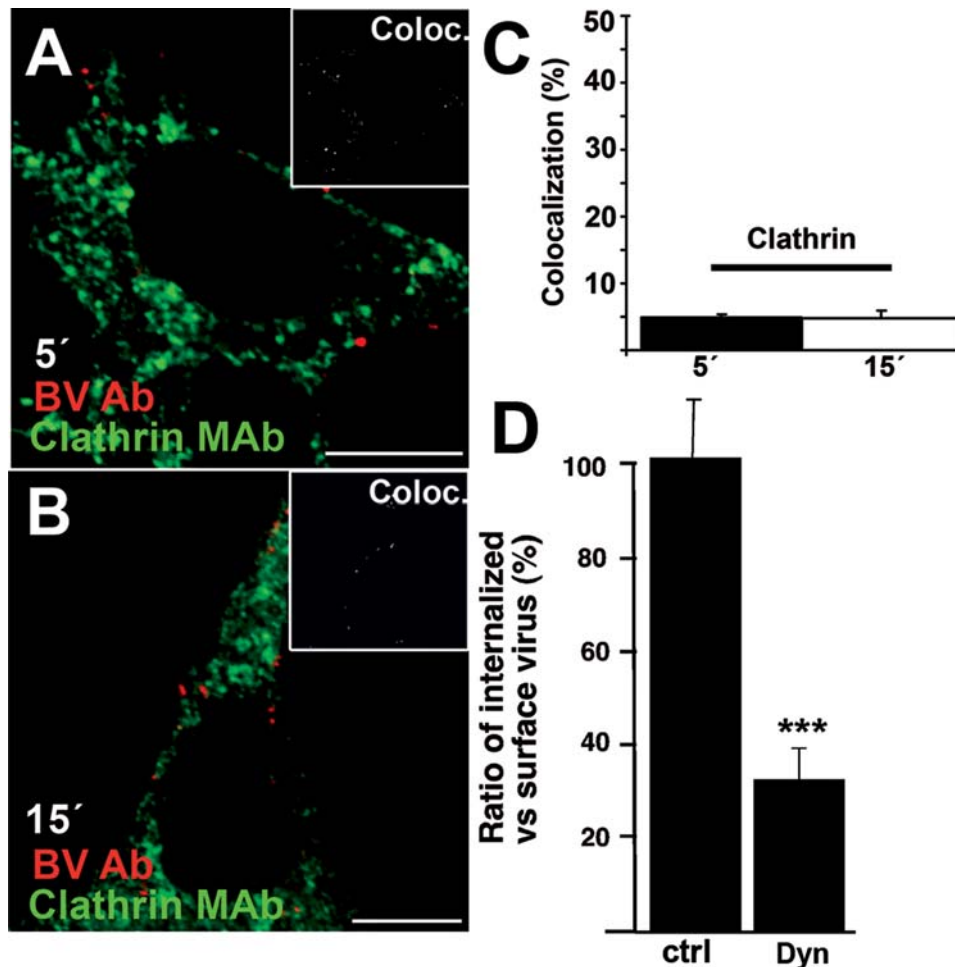 A
Coloc.
5´
BV Ab
Clathrin MAb
B
Coloc.
15´
BV Ab
Clathrin MAb
C
Colocalization (%)
50
40
30
20
10
Clathrin
5´
15´
D
Ratio of internalized
vs surface virus (%)
100
80
60
40
20
***
ctrl
Dyn